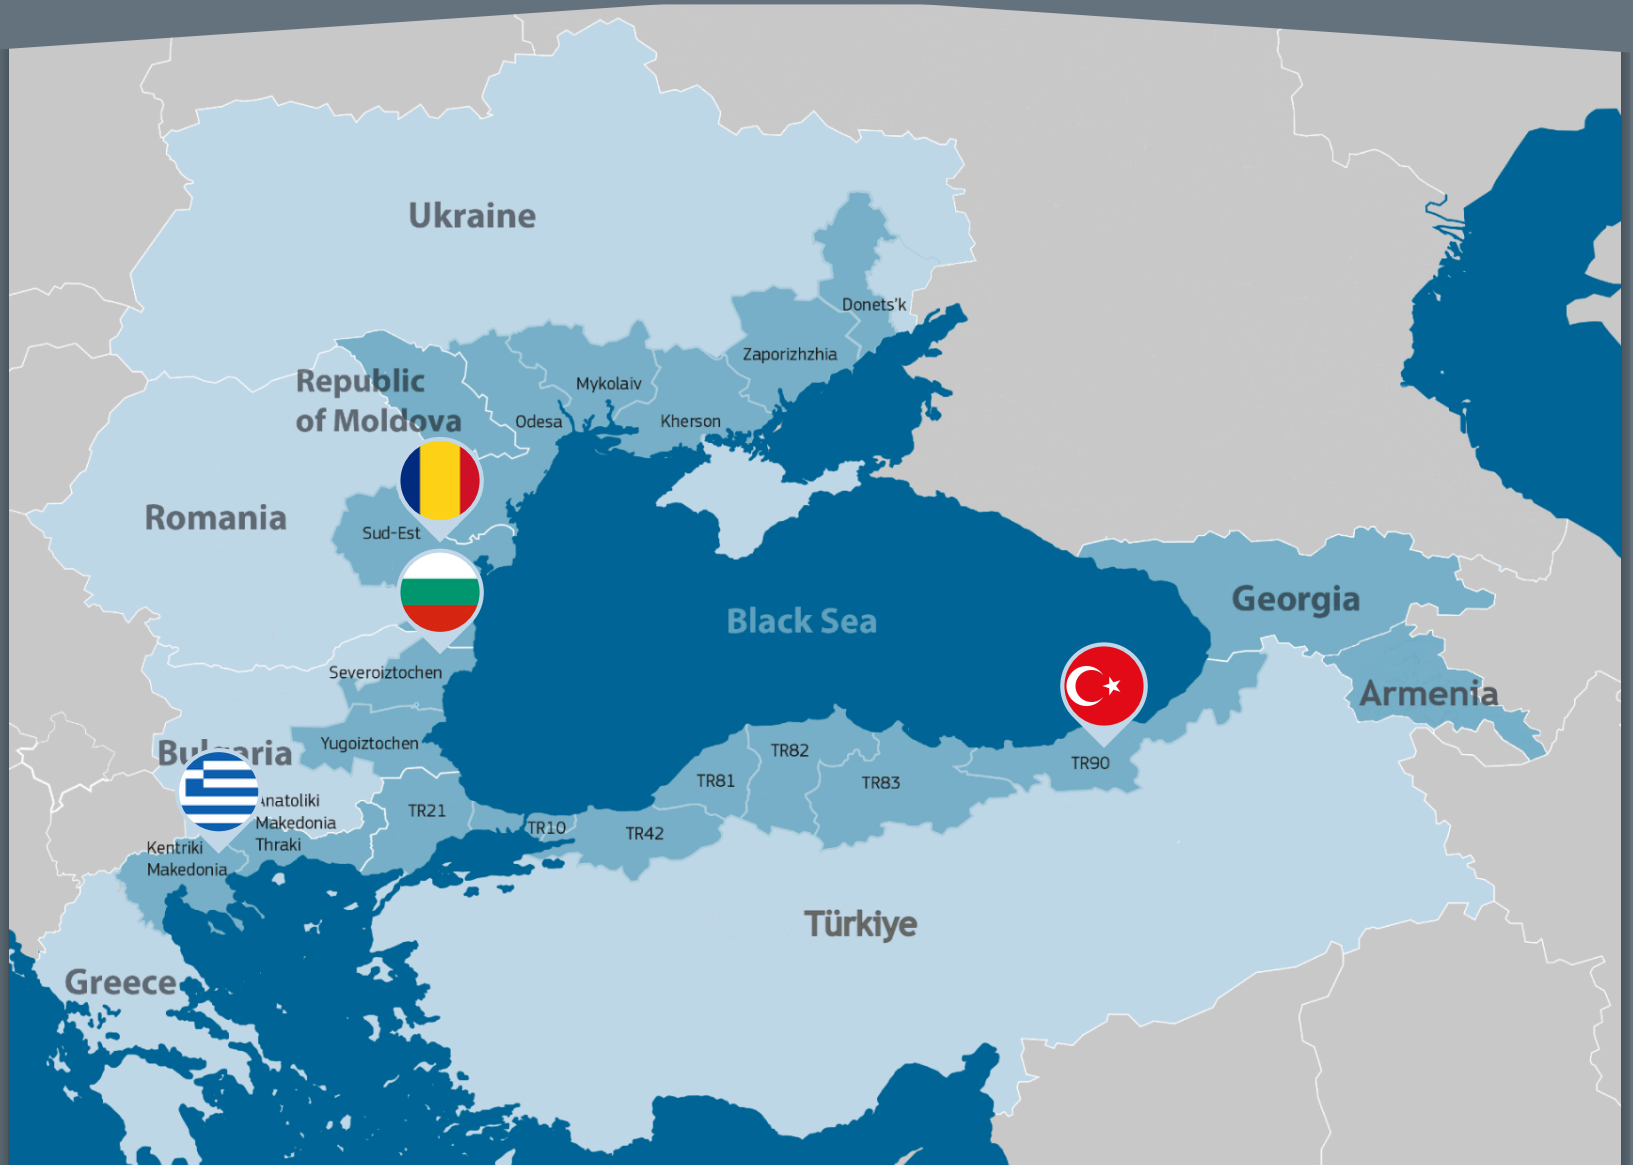 Ukraine
Donets'k
Zaporizhzhia
Republic
of Moldova
Mykolaiv
Odesa
Kherson
Romania
Sud-Est
Georgia
Black Sea
Severoiztochen
Armenia
Yugoiztochen
Bulgaria
TR82
TR90
TR81
TR83
Anatoliki
Makedonia
Thraki
TR21
TR10
TR42
Kentriki
Makedonia
Türkiye
Greece